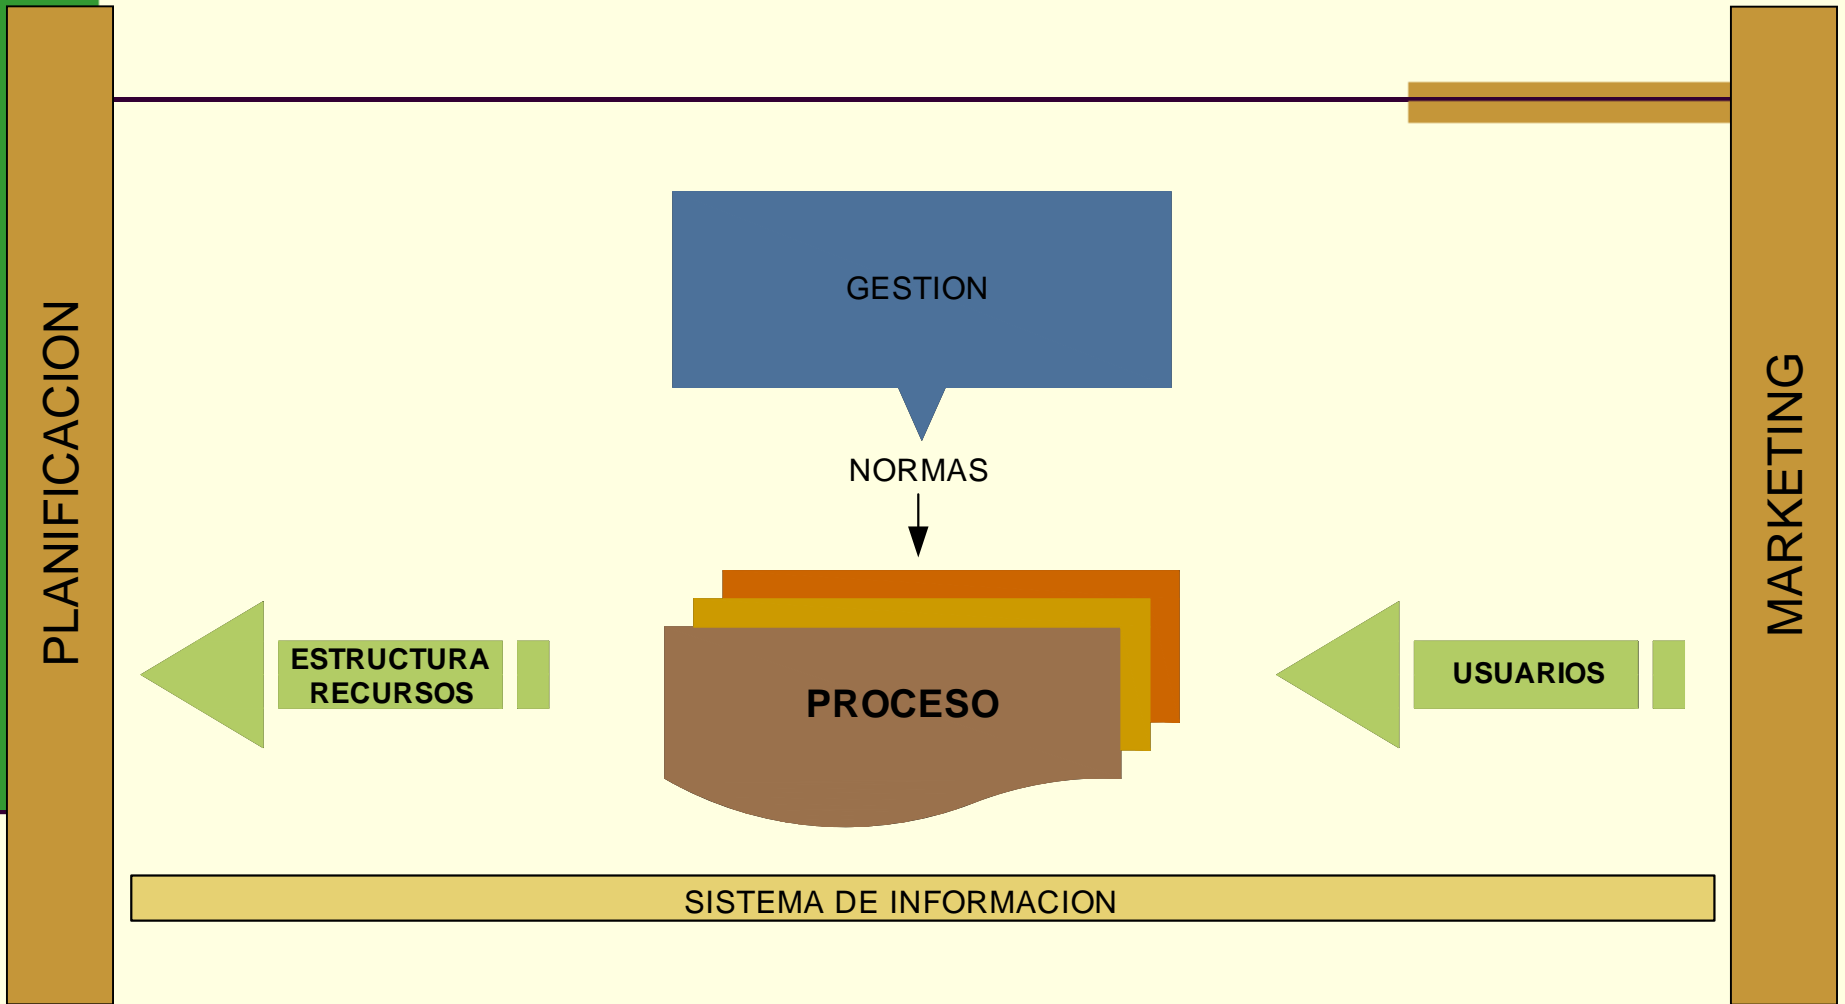 PLANIFICACION
GESTION
NORMAS
ESTRUCTURA
RECURSOS
PROCESO
USUARIOS
SISTEMA DE INFORMACION
MARKETING